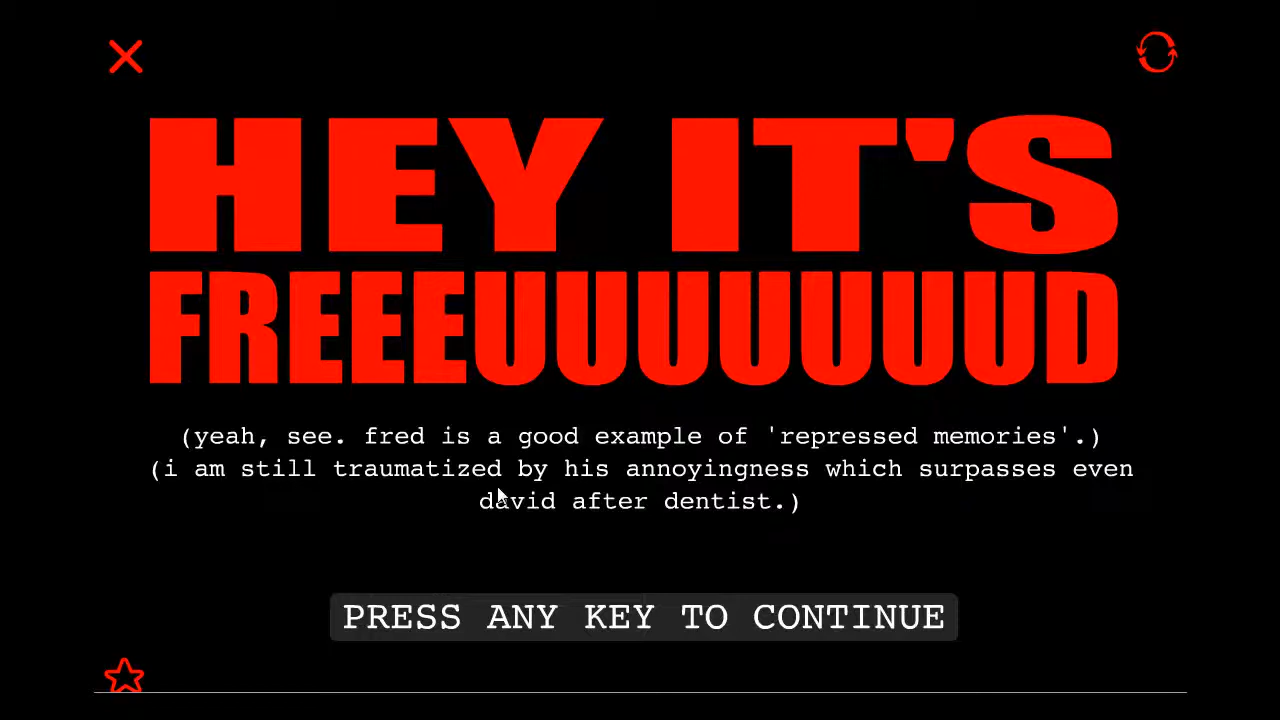 HEY IT'S
FREEEUUUUUUUD
(yeah, see. fred is a good example of 'repressed memories'.)
(i am still traumatized by his annoyingness which surpasses even
david after dentist.)
PRESS ANY KEY TO CONTINUE